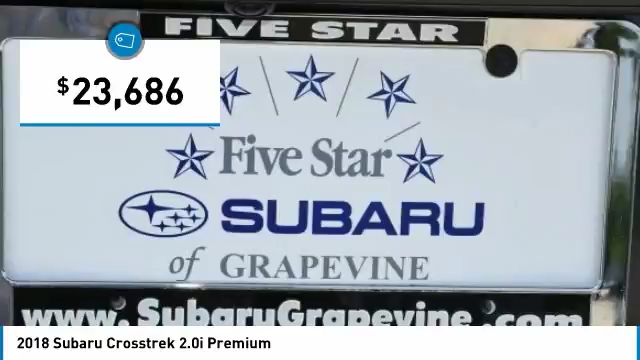 FIVE STAR
$23,686
Five Star
SUBARU
of GRAPEVINE
www.SubaruGrapevine.com
2018 Subaru Crosstrek 2.0i Premium